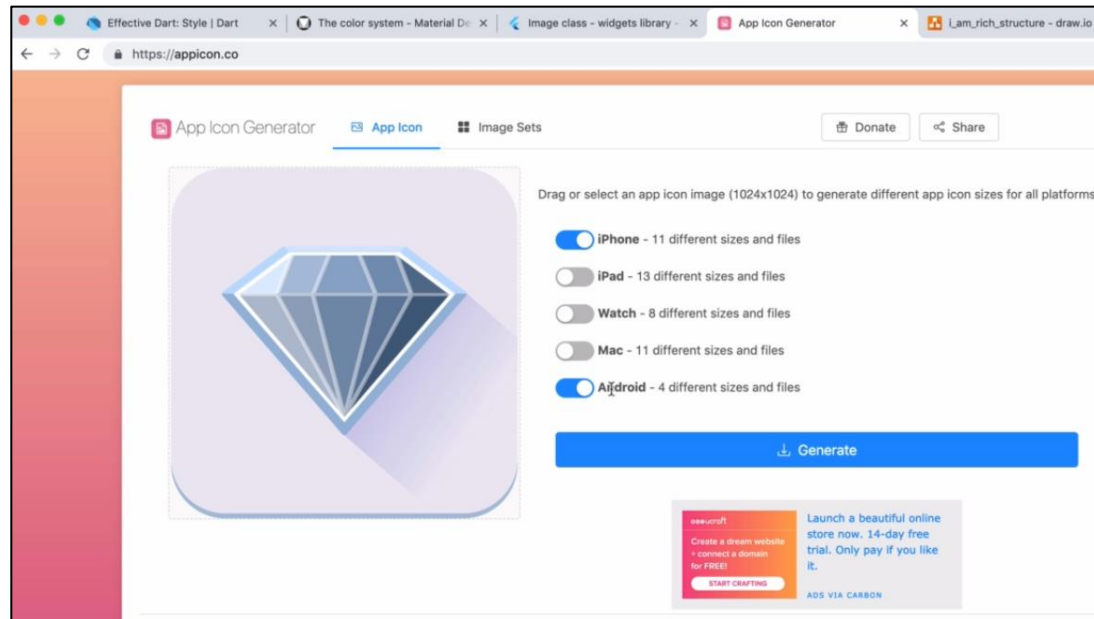 Effective Dart: Style | Dart
The color system - Material De
Image class - widgets library -
App Icon Generator
i_am_rich_structure - draw.io
https://appicon.co
App Icon Generator
App Icon
Image Sets
Donate
Share
Drag or select an app icon image (1024x1024) to generate different app icon sizes for all platforms
iPhone - 11 different sizes and files
iPad - 13 different sizes and files
Watch - 8 different sizes and files
Mac - 11 different sizes and files
Android - 4 different sizes and files
Generate
Create a dream website
+ connect a domain
for FREE!
START CRAFTING
Launch a beautiful online
store now. 14-day free
trial. Only pay if you like
it.
ADS VIA CARBON